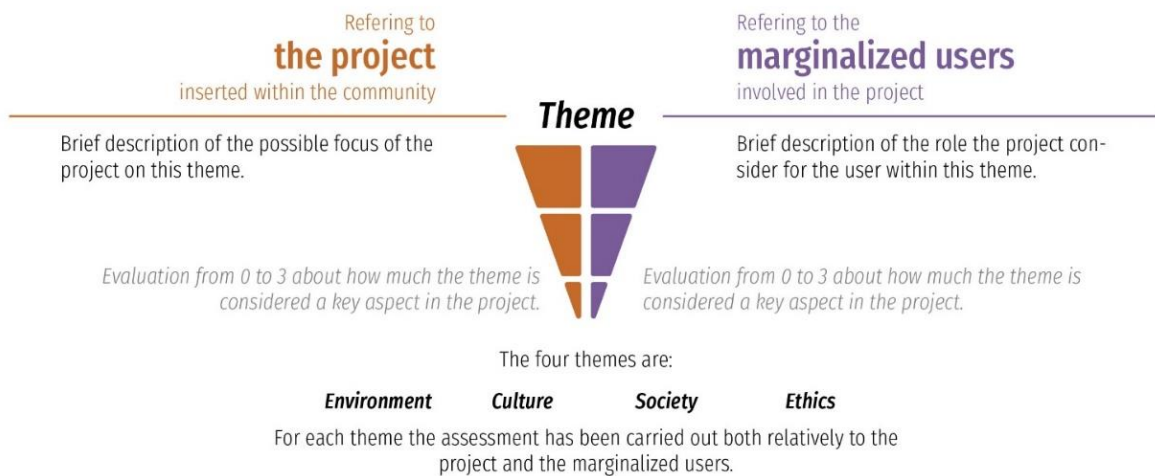 Refering to
the project
inserted within the community
Refering to the
marginalized users
involved in the project
Theme
Brief description of the possible focus of the
project on this theme.
Brief description of the role the project con-
sider for the user within this theme.
Evaluation from 0 to 3 about how much the theme is
considered a key aspect in the project.
Evaluation from 0 to 3 about how much the theme is
considered a key aspect in the project.
The four themes are:
Environment Culture Society Ethics
For each theme the assessment has been carried out both relatively to the
project and the marginalized users.